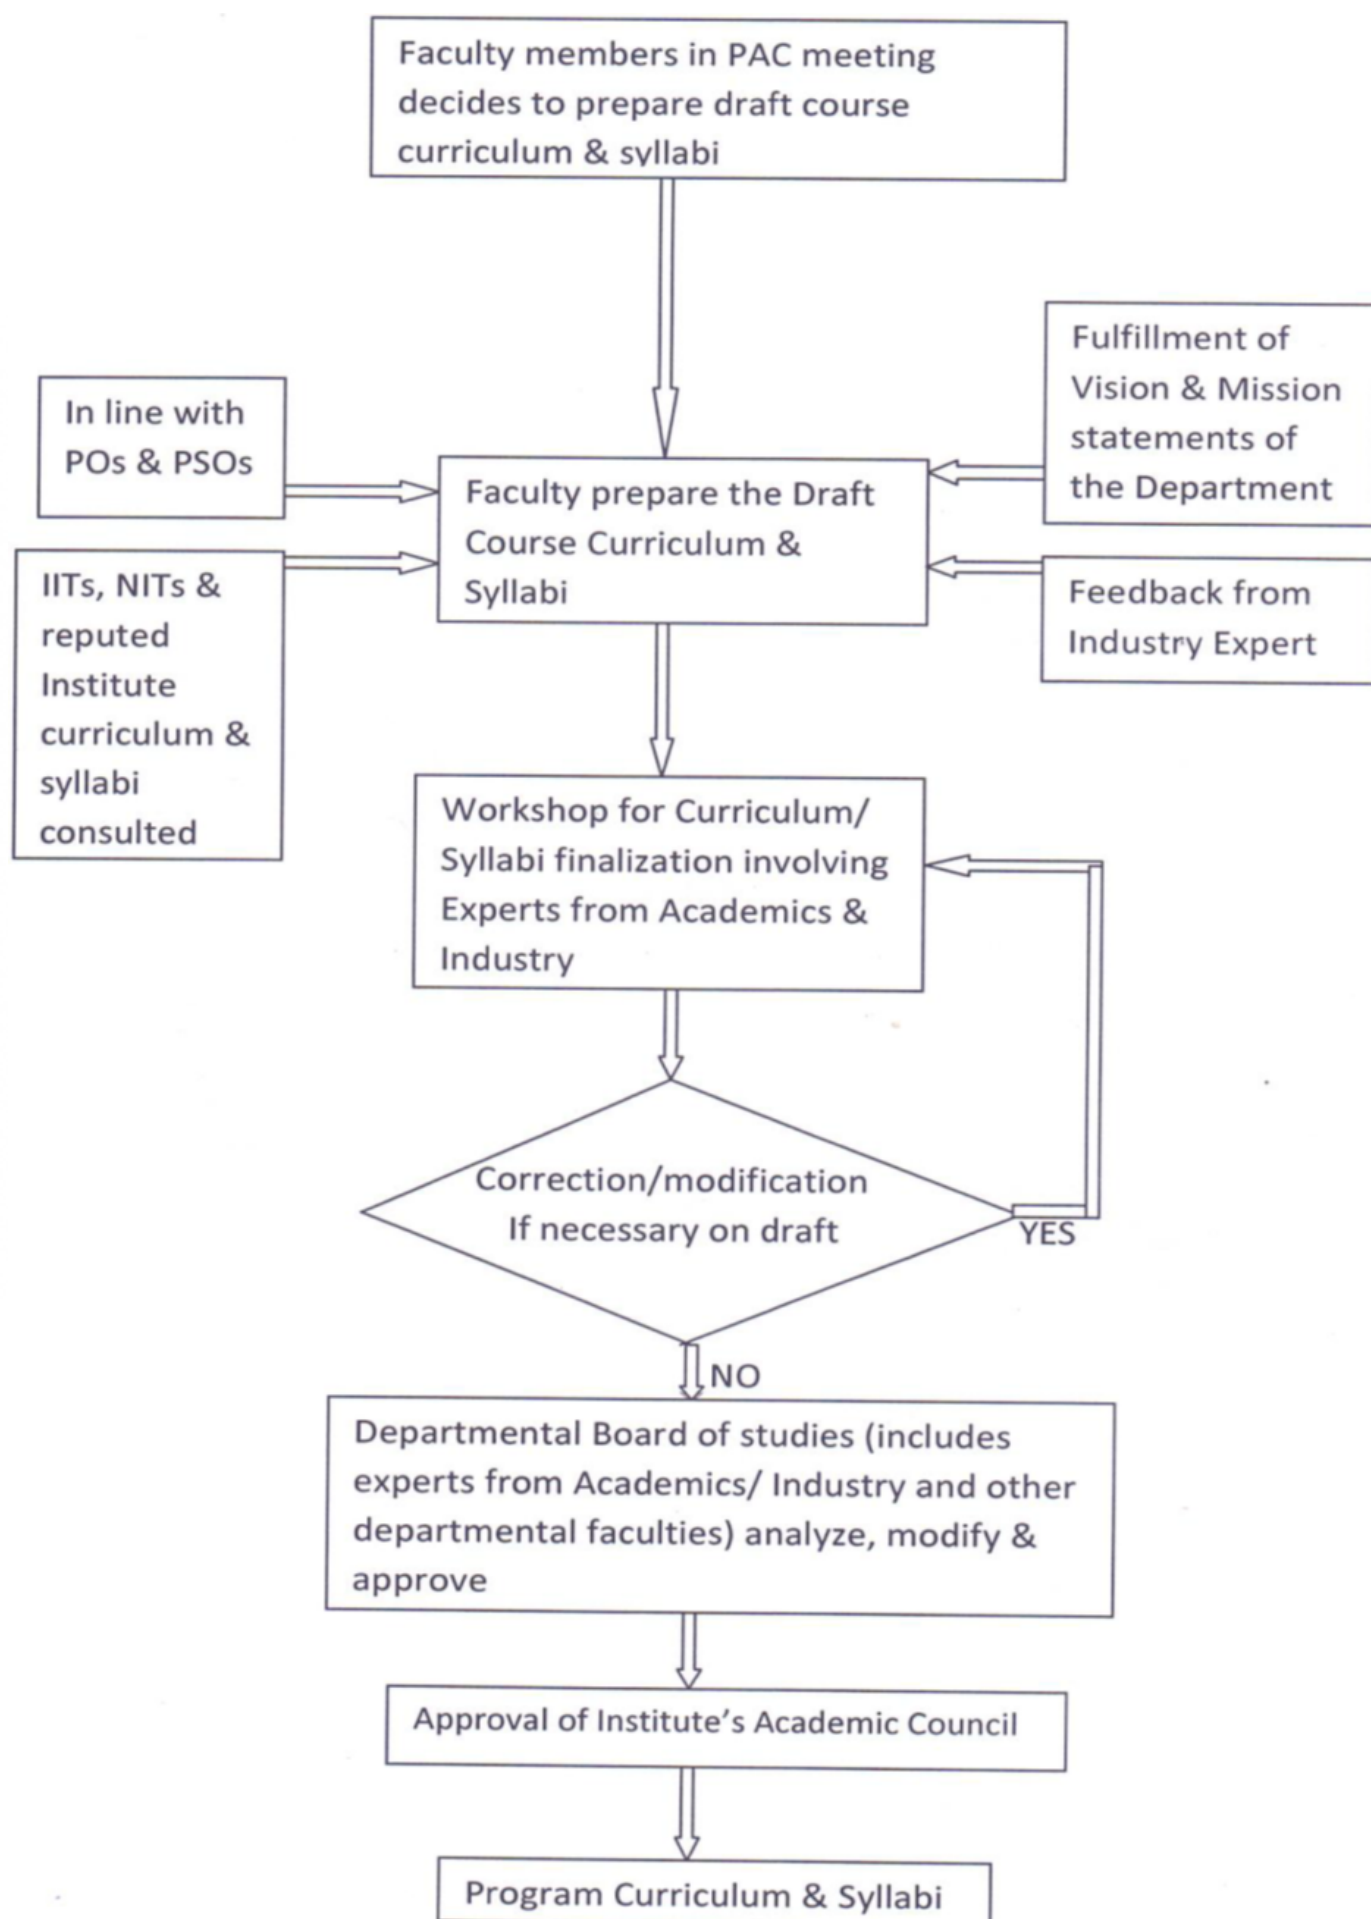 Faculty members in PAC meeting
decides to prepare draft course
curriculum & syllabi
In line with
POs & PSOs
Fulfillment of
Vision & Mission
statements of
the Department
Faculty prepare the Draft
Course Curriculum &
Syllabi
IITs, NITs &
reputed
Institute
curriculum &
syllabi
consulted
Feedback from
Industry Expert
Workshop for Curriculum/
Syllabi finalization involving
Experts from Academics &
Industry
Correction/modification
If necessary on draft
YES
NO
Departmental Board of studies (includes
experts from Academics/ Industry and other
departmental faculties) analyze, modify &
approve
Approval of Institute's Academic Council
Program Curriculum & Syllabi